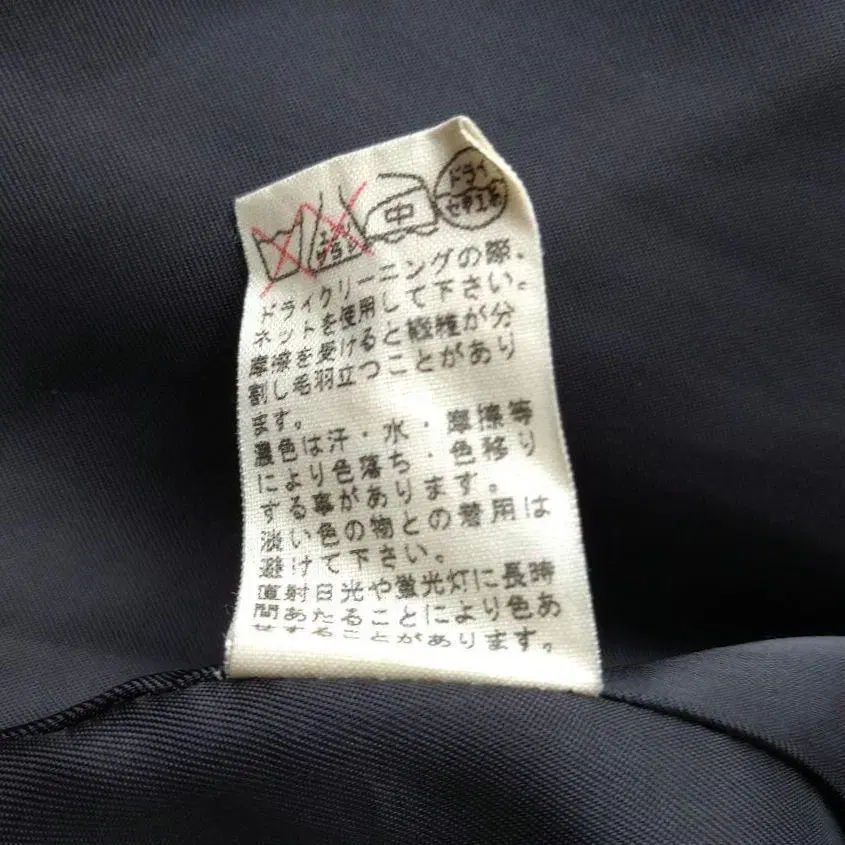 エンソ
サラシ
中
ドライ
セキユ系
ドライクリーニングの際、
ネットを使用して下さい。
摩擦を受けると繊維が分
割し毛羽立つことがあり
ます。
濃色は汗・水・摩擦等
により色落ち・色移り
する事があります。
淡い色の物との着用は
避けて下さい。
直射日光や蛍光灯に長時
間あたることにより色あ
せすることがあります。